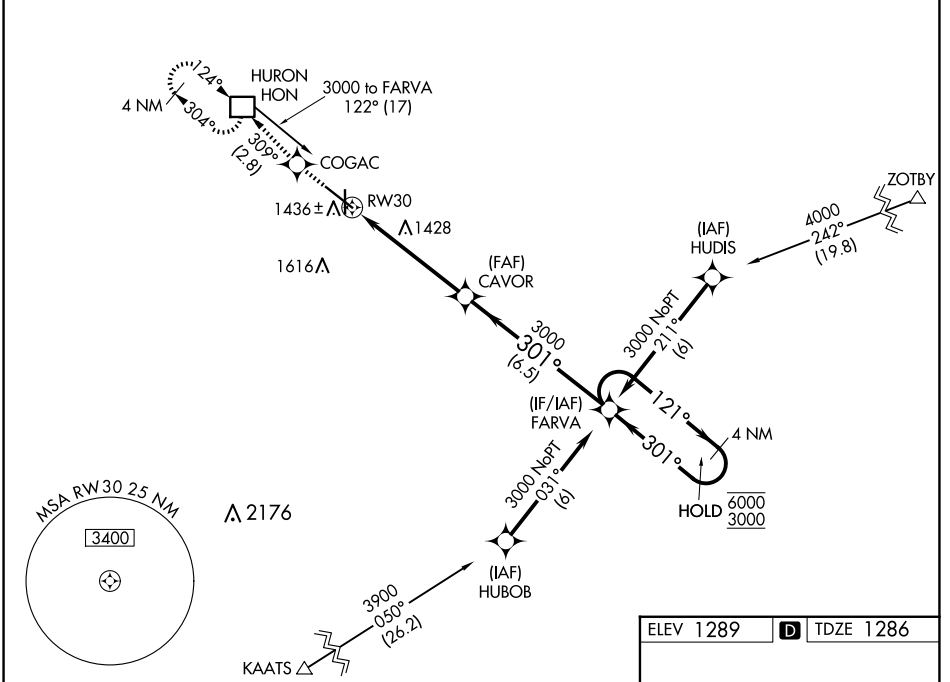 HURON
HON
124°
4 NM
304°
3000 to FARVA
122° (17)
309°
(2.8)
COGAC
1436±
RW30
1428
1616
(FAF)
CAVOR
ZOTBY
4000
242°
(19.8)
(IAF)
HUDIS
3000 NoPT
211°
(6)
3000
301°
(6.5)
(IF/IAF)
FARVA
121°
301°
4 NM
HOLD
6000
3000
3000 NoPT
031°
(6)
(IAF)
HUBOB
MSA RW30 25 NM
3400
2176
3900
050°
(26.2)
KAATS
ELEV 1289 D TDZE 1286